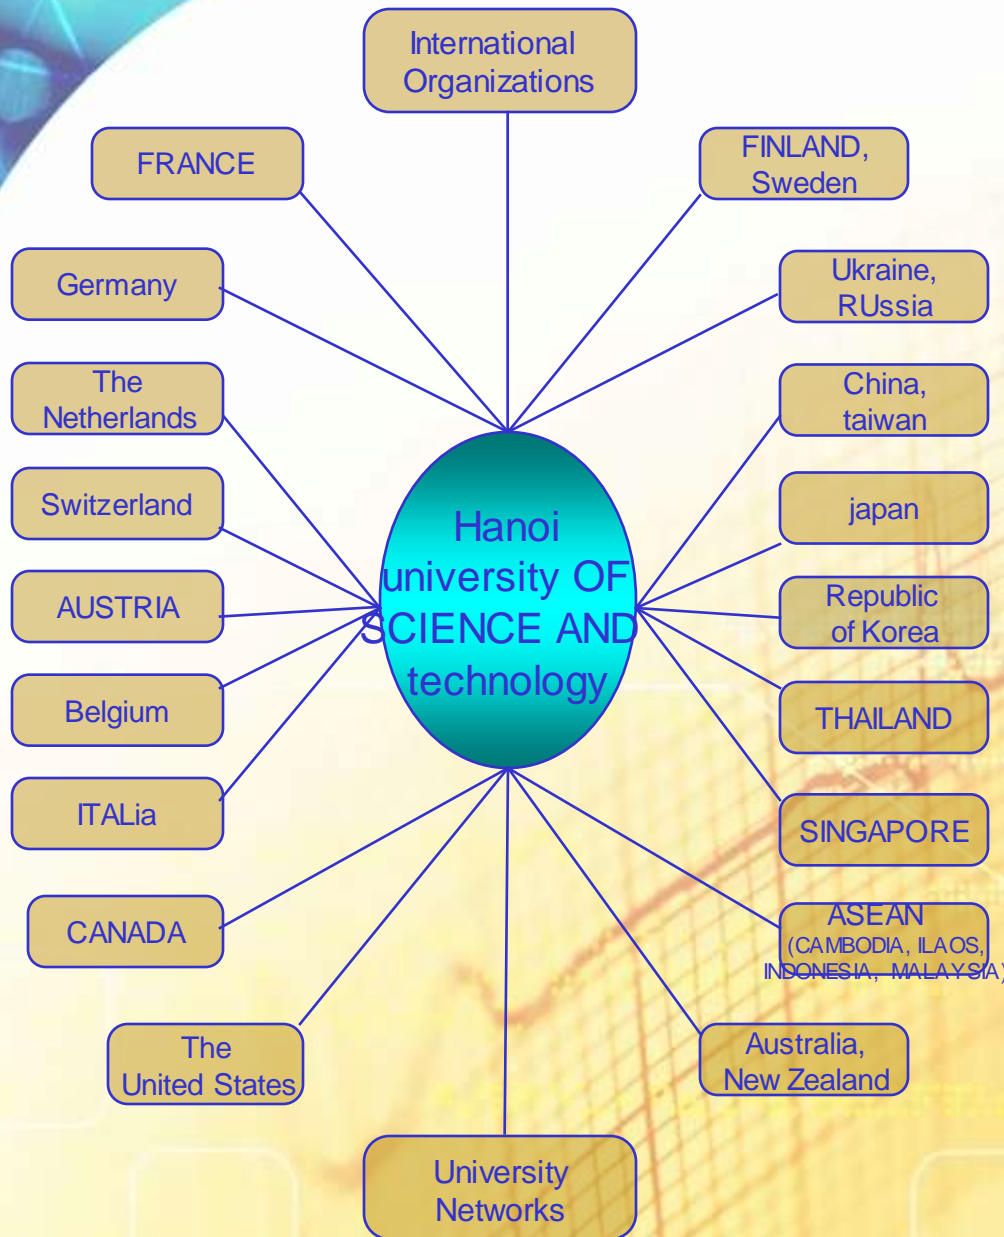 International
Organizations
FRANCE
FINLAND,
Sweden
Germany
Ukraine,
RUssia
The
Netherlands
China,
taiwan
Switzerland
japan
Hanoi
university OF
SCIENCE AND
technology
AUSTRIA
Republic
of Korea
Belgium
THAILAND
ITALia
SINGAPORE
CANADA
ASEAN
(CAMBODIA, ILAOS,
INDONESIA, MALAYSIA)
The
United States
Australia,
New Zealand
University
Networks